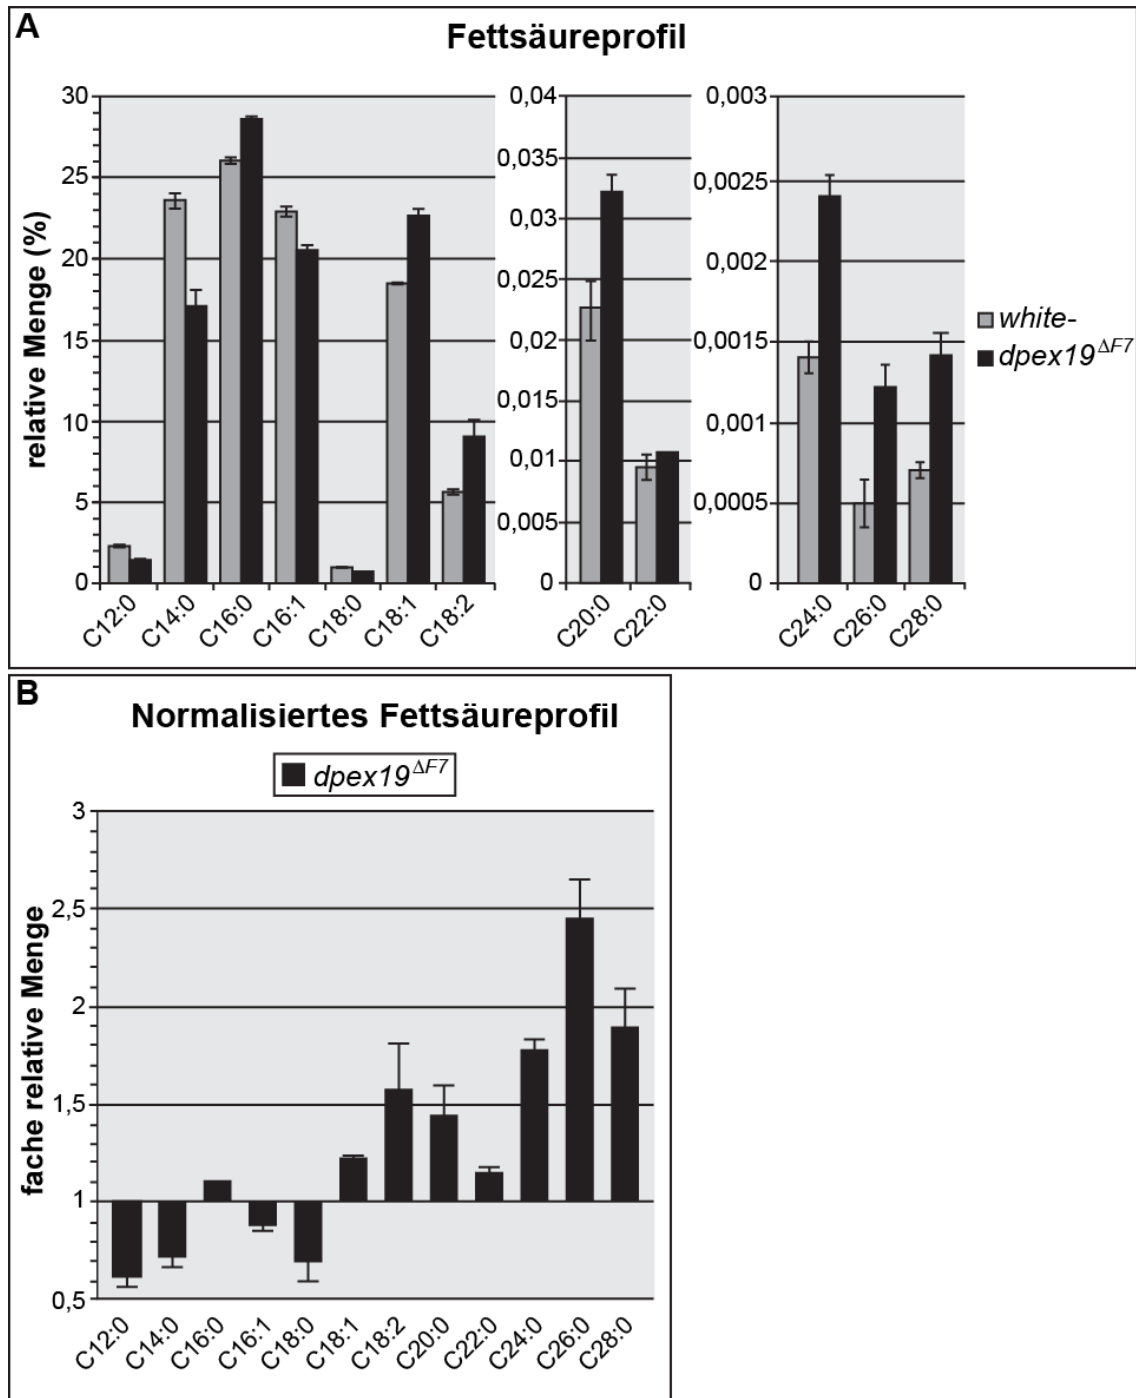 A
Fettsäureprofil
relative Menge (%)
30
25
20
15
10
5
0
C12:0
C14:0
C16:0
C16:1
C18:0
C18:1
C18:2
0,04
0,035
0,03
0,025
0,02
0,015
0,01
0,005
0
C20:0
C22:0
0,003
0,0025
0,002
0,0015
0,001
0,0005
0
C24:0
C26:0
C28:0
white-
dpex19ΔF7
B
Normalisiertes Fettsäureprofil
dpex19ΔF7
fache relative Menge
3
2,5
2
1,5
1
0,5
C12:0
C14:0
C16:0
C16:1
C18:0
C18:1
C18:2
C20:0
C22:0
C24:0
C26:0
C28:0